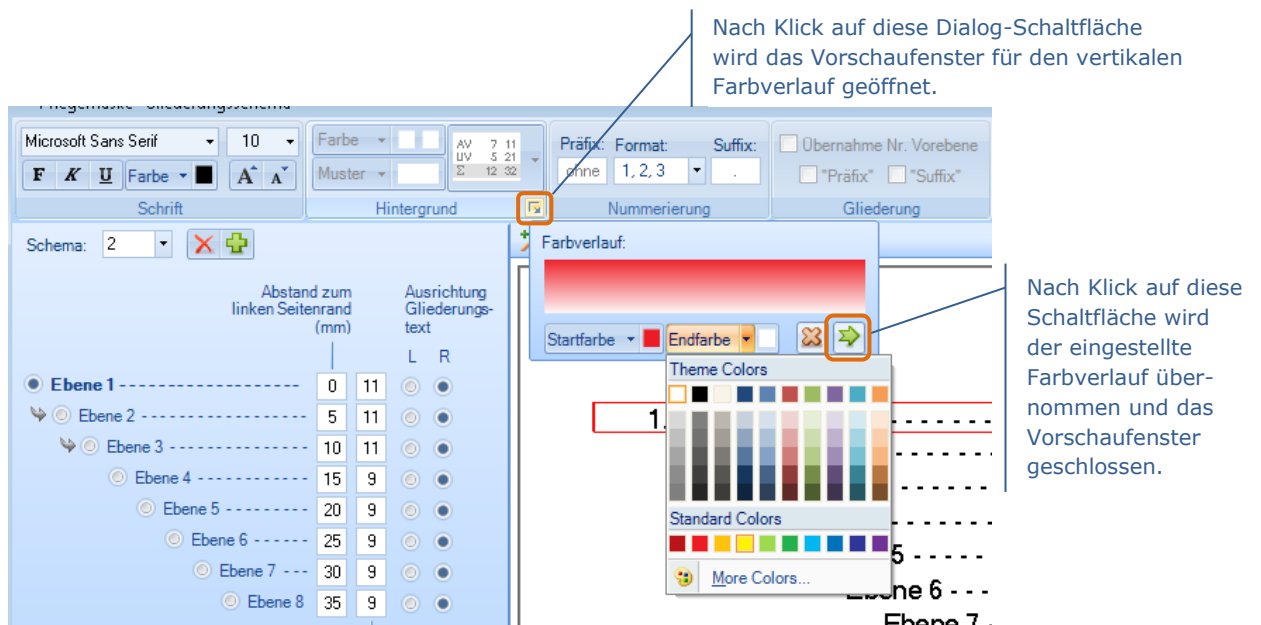 Nach Klick auf diese Dialog-Schaltfläche
wird das Vorschaufenster für den vertikalen
Farbverlauf geöffnet.
Microsoft Sans Serif 10 Farbe AV 7 11 Präfix: Format: Suffix: Übernahme Nr. Vorebene
UV 5 21
F K U Farbe A A Muster Σ 12 32 ohne 1, 2, 3 . "Präfix" "Suffix"
Schrift Hintergrund Nummerierung Gliederung
Schema: 2
Farbverlauf:
Abstand zum
linken Seitenrand
(mm)
Ausrichtung
Gliederungs-
text
L R
Startfarbe Endfarbe
Nach Klick auf diese
Schaltfläche wird
der eingestellte
Farbverlauf über-
nommen und das
Vorschaufenster
geschlossen.
Theme Colors
Ebene 1 - - - - - - - - - - - - - - - - - - - 0 11
Ebene 2 - - - - - - - - - - - - - - - - - - 5 11
Ebene 3 - - - - - - - - - - - - - - - 10 11
Ebene 4 - - - - - - - - - - - - 15 9
Ebene 5 - - - - - - - - - 20 9
Ebene 6 - - - - - - 25 9
Ebene 7 - - - 30 9
Ebene 8 35 9
1.
Standard Colors
More Colors...
5 - - - - -
Ebene 6 - - -
Ebene 7 -